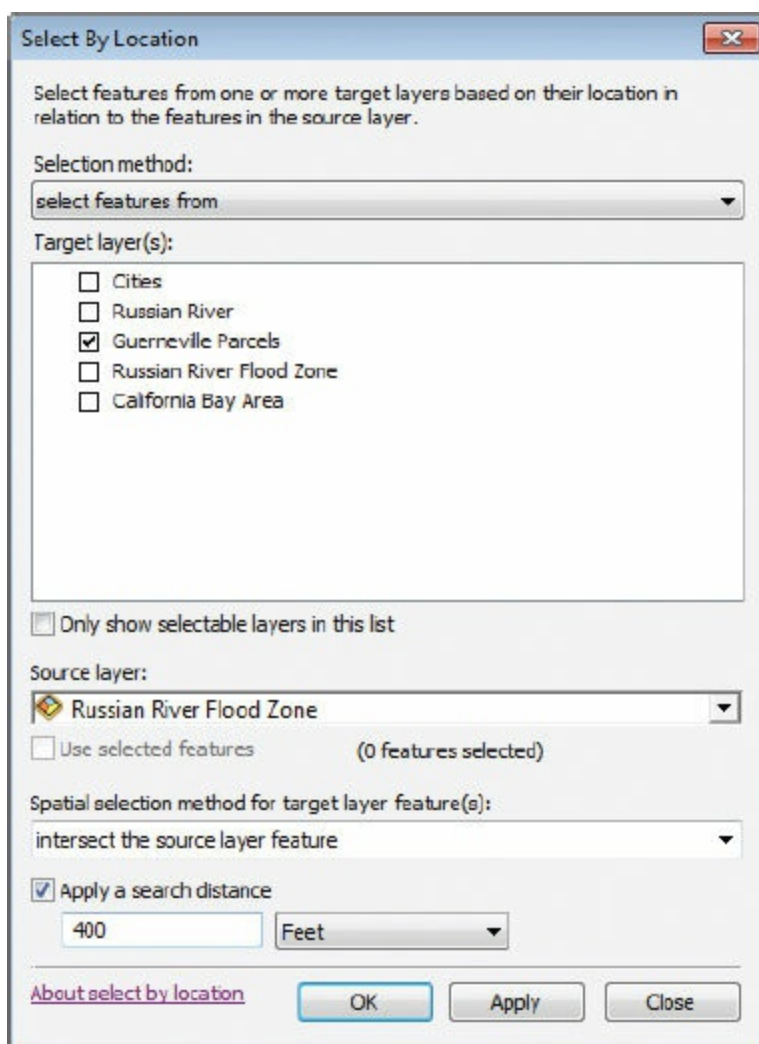 Select By Location
Select features from one or more target layers based on their location in
relation to the features in the source layer.
Selection method:
select features from
Target layer(s):
Cities
Russian River
Guerneville Parcels
Russian River Flood Zone
California Bay Area
Only show selectable layers in this list
Source layer:
Russian River Flood Zone
Use selected features (0 features selected)
Spatial selection method for target layer feature(s):
intersect the source layer feature
Apply a search distance
400 Feet
About select by location OK Apply Close